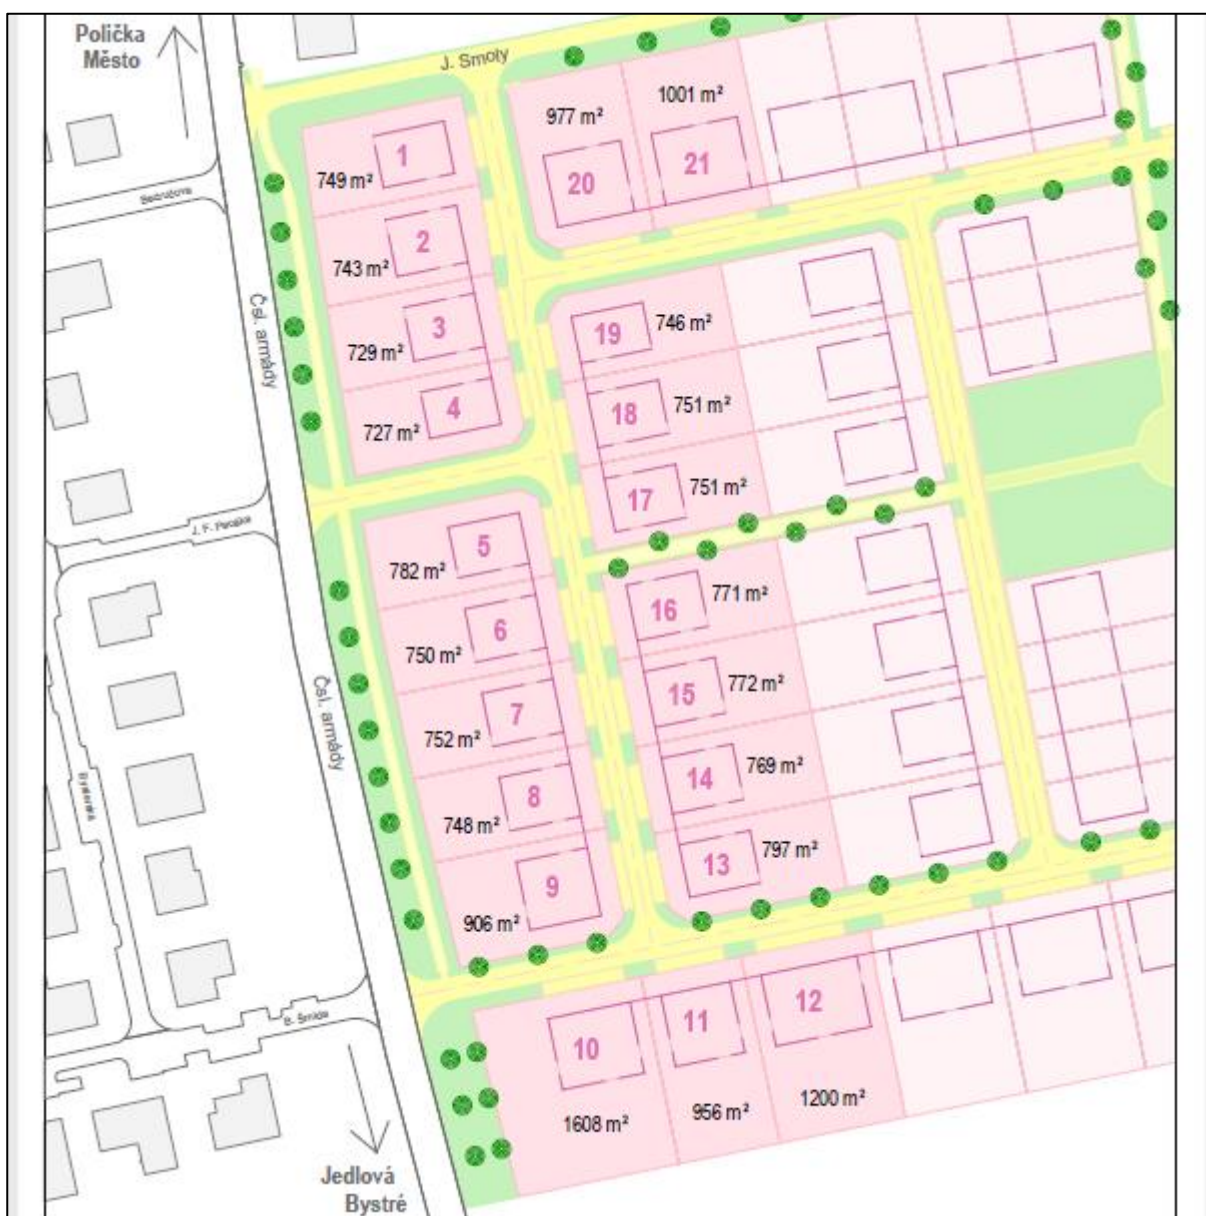 Polička
Město
J. Smoly
977 m²
1001 m²
1
749 m²
20
21
2
743 m²
Čsl. armády
3
729 m²
19
746 m²
4
727 m²
18
751 m²
17
751 m²
5
782 m²
16
771 m²
6
750 m²
15
772 m²
Čsl. armády
7
752 m²
14
769 m²
8
748 m²
13
797 m²
9
906 m²
12
11
10
B. Šmída
1200 m²
956 m²
1608 m²
Jedlová
Bystré